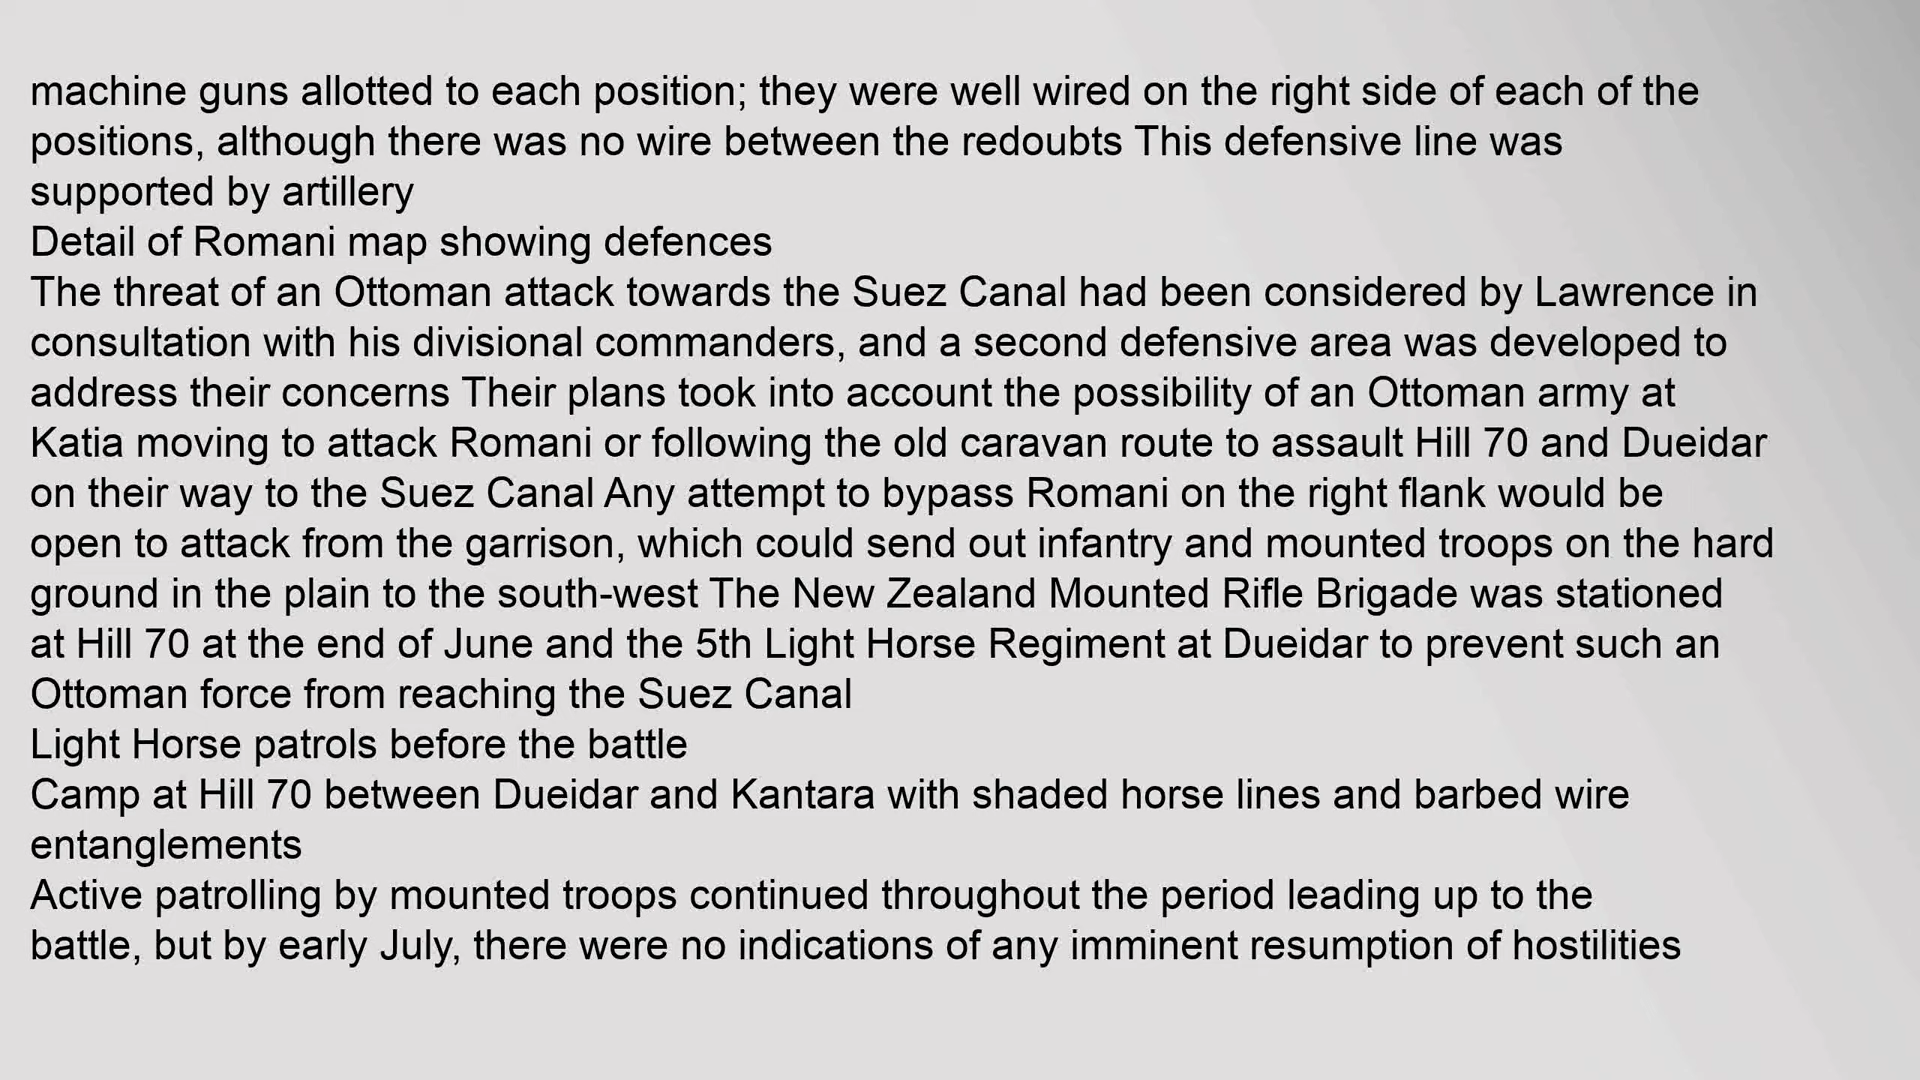 machine guns allotted to each position; they were well wired on the right side of each of the
positions, although there was no wire between the redoubts This defensive line was
supported by artillery
Detail of Romani map showing defences
The threat of an Ottoman attack towards the Suez Canal had been considered by Lawrence in
consultation with his divisional commanders, and a second defensive area was developed to
address their concerns Their plans took into account the possibility of an Ottoman army at
Katia moving to attack Romani or following the old caravan route to assault Hill 70 and Dueidar
on their way to the Suez Canal Any attempt to bypass Romani on the right flank would be
open to attack from the garrison, which could send out infantry and mounted troops on the hard
ground in the plain to the south-west The New Zealand Mounted Rifle Brigade was stationed
at Hill 70 at the end of June and the 5th Light Horse Regiment at Dueidar to prevent such an
Ottoman force from reaching the Suez Canal
Light Horse patrols before the battle
Camp at Hill 70 between Dueidar and Kantara with shaded horse lines and barbed wire
entanglements
Active patrolling by mounted troops continued throughout the period leading up to the
battle, but by early July, there were no indications of any imminent resumption of hostilities